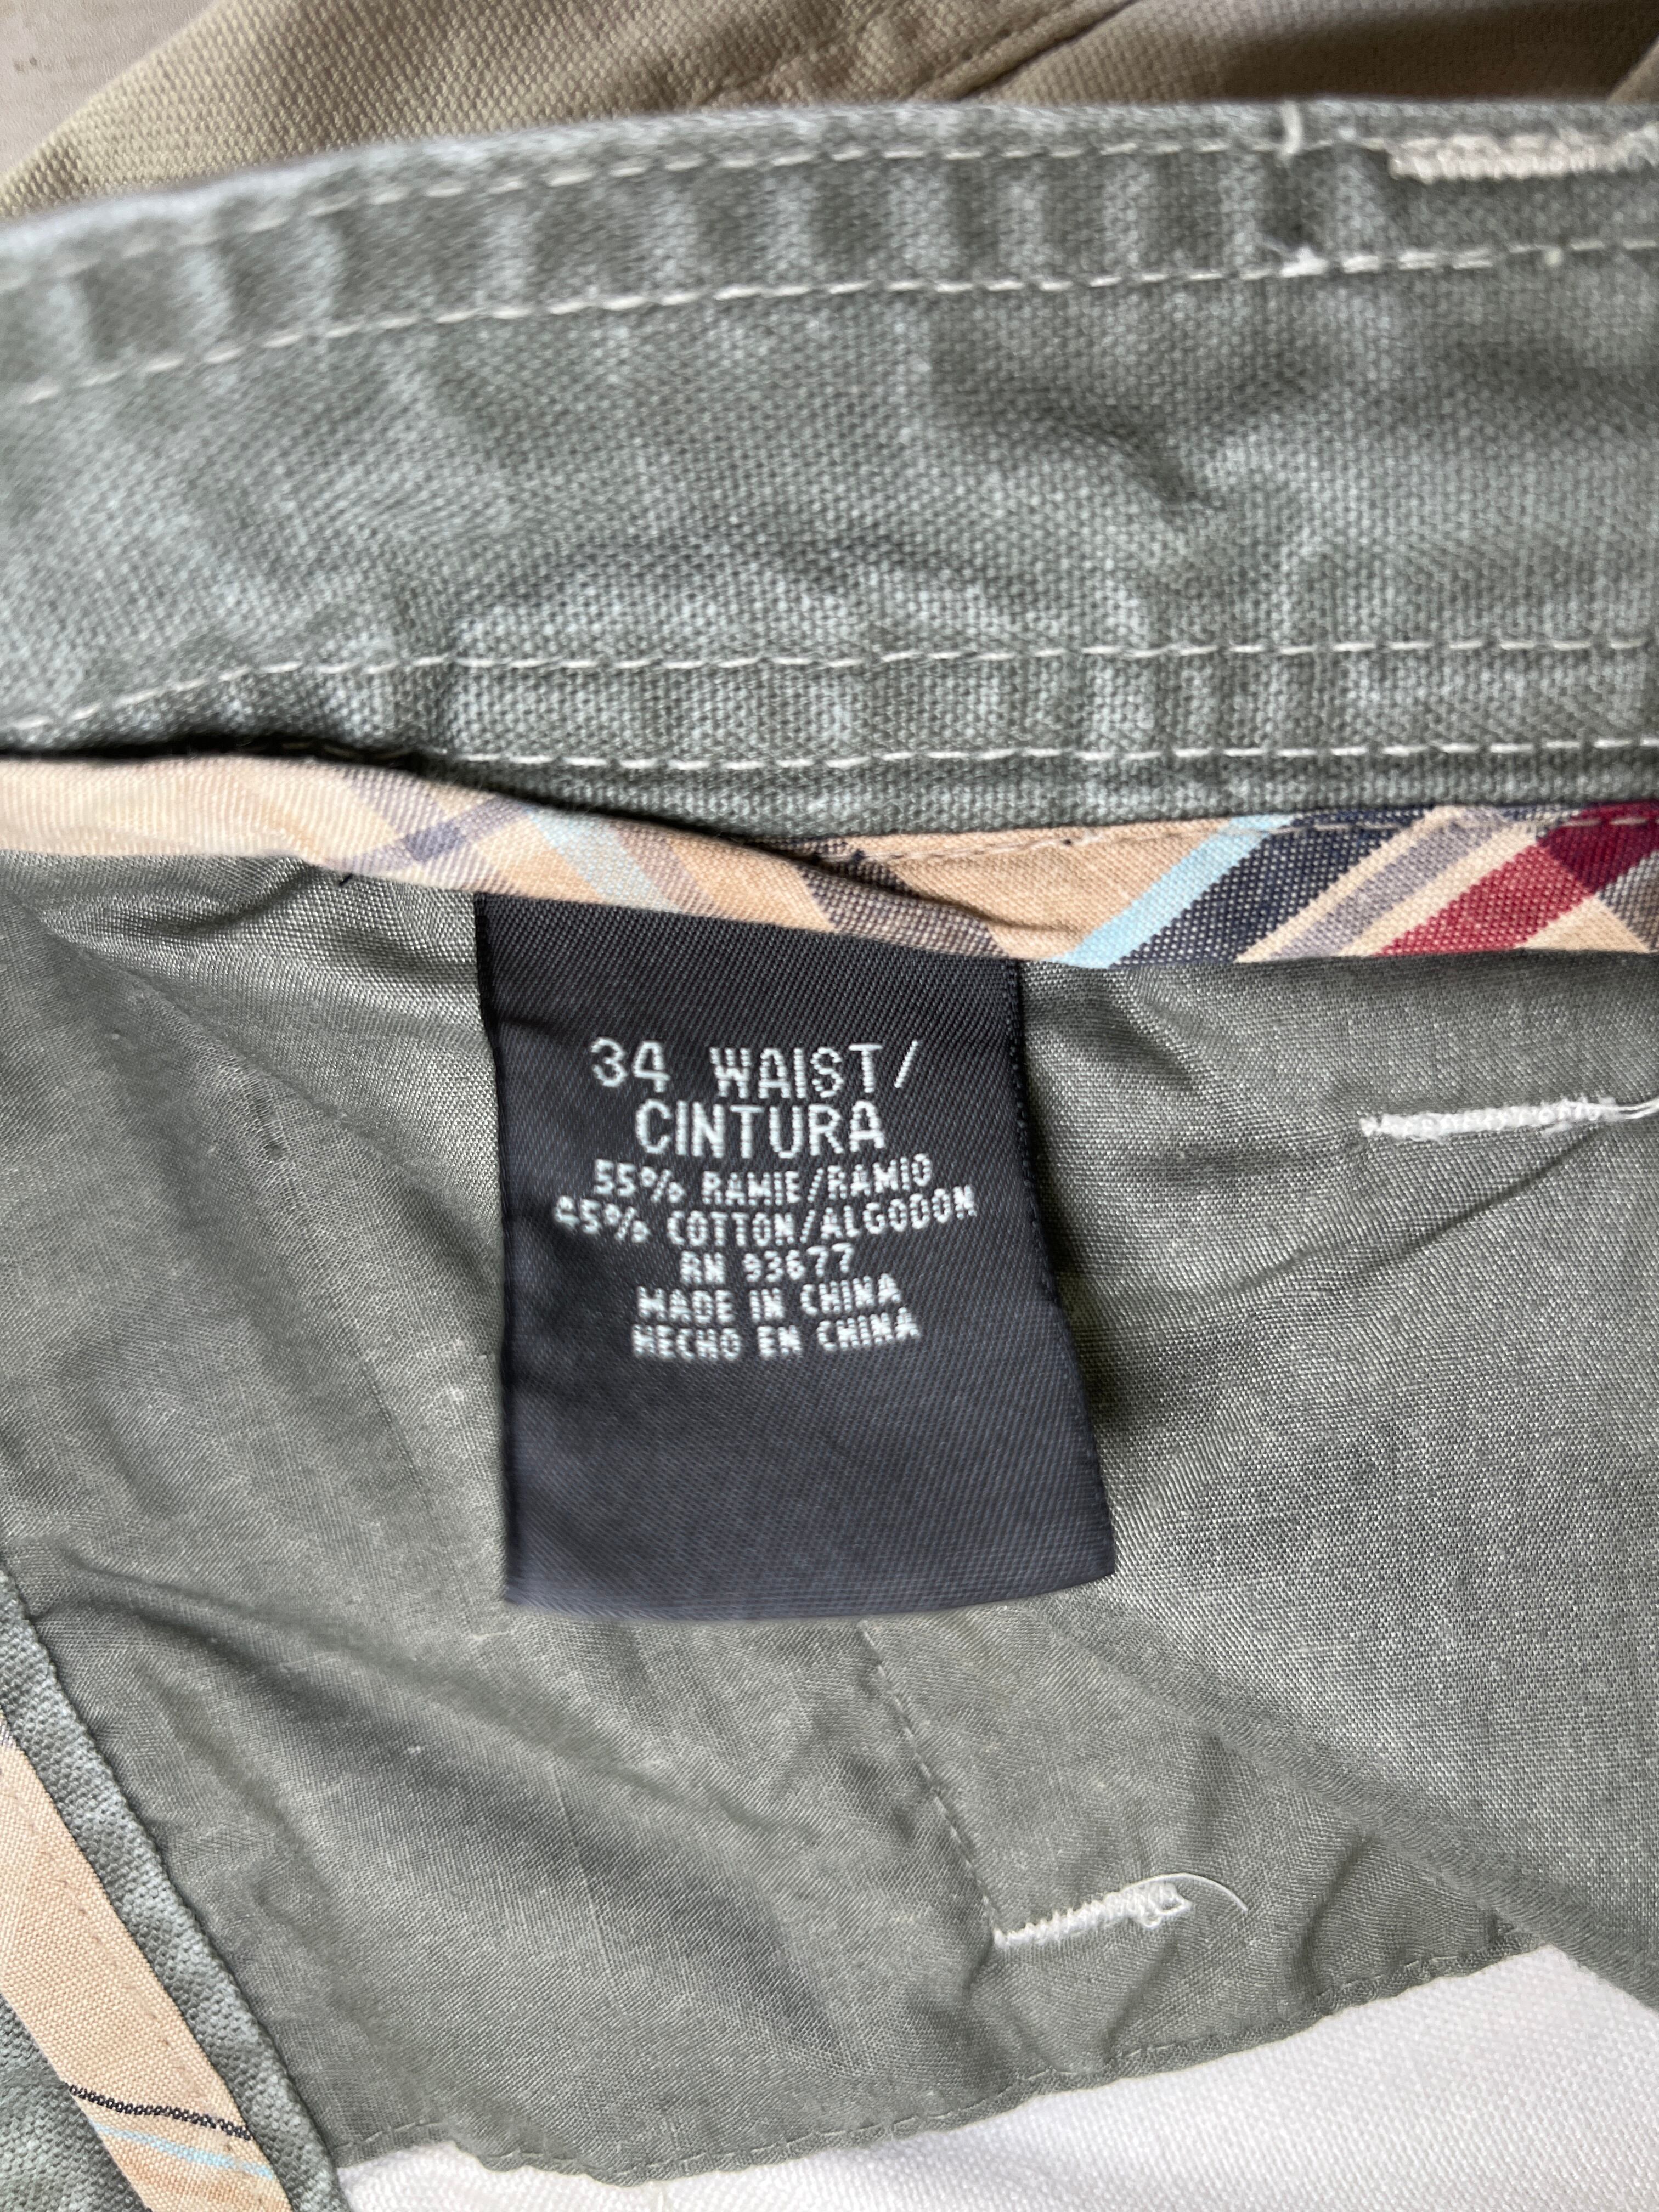 34 WAIST/
CINTURA
55% RAMIE/RAMIO
45% COTTON/ALGODON
RN 93677
MADE IN CHINA
HECHO EN CHINA